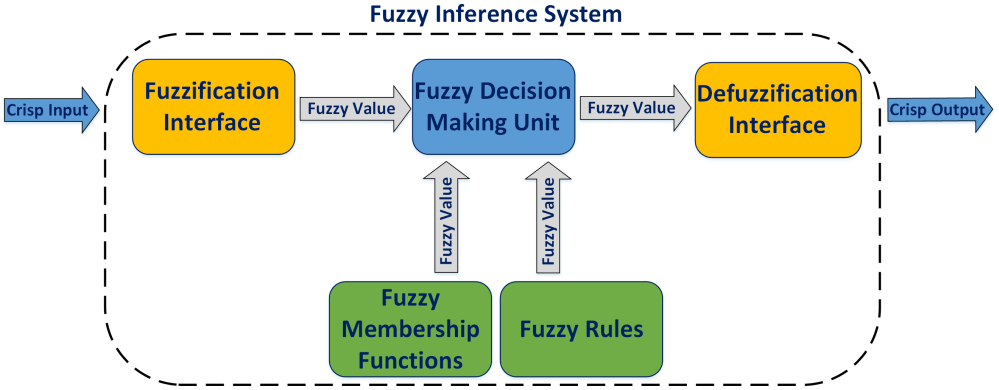 Fuzzy Inference System
Crisp Input
Fuzzification
Interface
Fuzzy Value
Fuzzy Decision
Making Unit
Fuzzy Value
Defuzzification
Interface
Crisp Output
Fuzzy Value
Fuzzy Value
Fuzzy
Membership
Functions
Fuzzy Rules